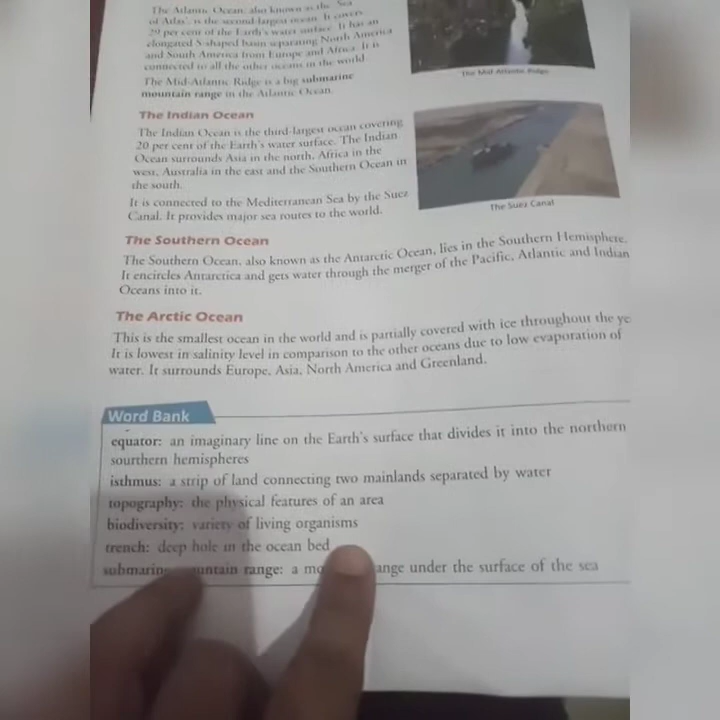 The Atlantic Ocean, also known as the 'Sea
of Atlas', is the second-largest ocean. It covers
29 per cent of the Earth's water surface. It has an
elongated S-shaped basin separating North America
and South America from Europe and Africa. It is
connected to all the other oceans in the world
The Mid-Atlantic Ridge is a big submarine
mountain range in the Atlantic Ocean.
The Mid Atlantic Ridge
The Indian Ocean
The Indian Ocean is the third-largest ocean covering
20 per cent of the Earth's water surface. The Indian
Ocean surrounds Asia in the north, Africa in the
west, Australia in the east and the Southern Ocean in
the south.
It is connected to the Mediterranean Sea by the Suez
Canal. It provides major sea routes to the world.
The Suez Canal
The Southern Ocean
The Southern Ocean, also known as the Antarctic Ocean, lies in the Southern Hemisphere.
It encircles Antarctica and gets water through the merger of the Pacific, Atlantic and Indian
Oceans into it.
The Arctic Ocean
This is the smallest ocean in the world and is partially covered with ice throughout the ye
It is lowest in salinity level in comparison to the other oceans due to low evaporation of
water. It surrounds Europe, Asia, North America and Greenland.
Word Bank
equator: an imaginary line on the Earth's surface that divides it into the northern
sourthern hemispheres
isthmus: a strip of land connecting two mainlands separated by water
topography: the physical features of an area
biodiversity: variety of living organisms
trench: deep hole in the ocean bed
submarine range: a under the surface of the sea